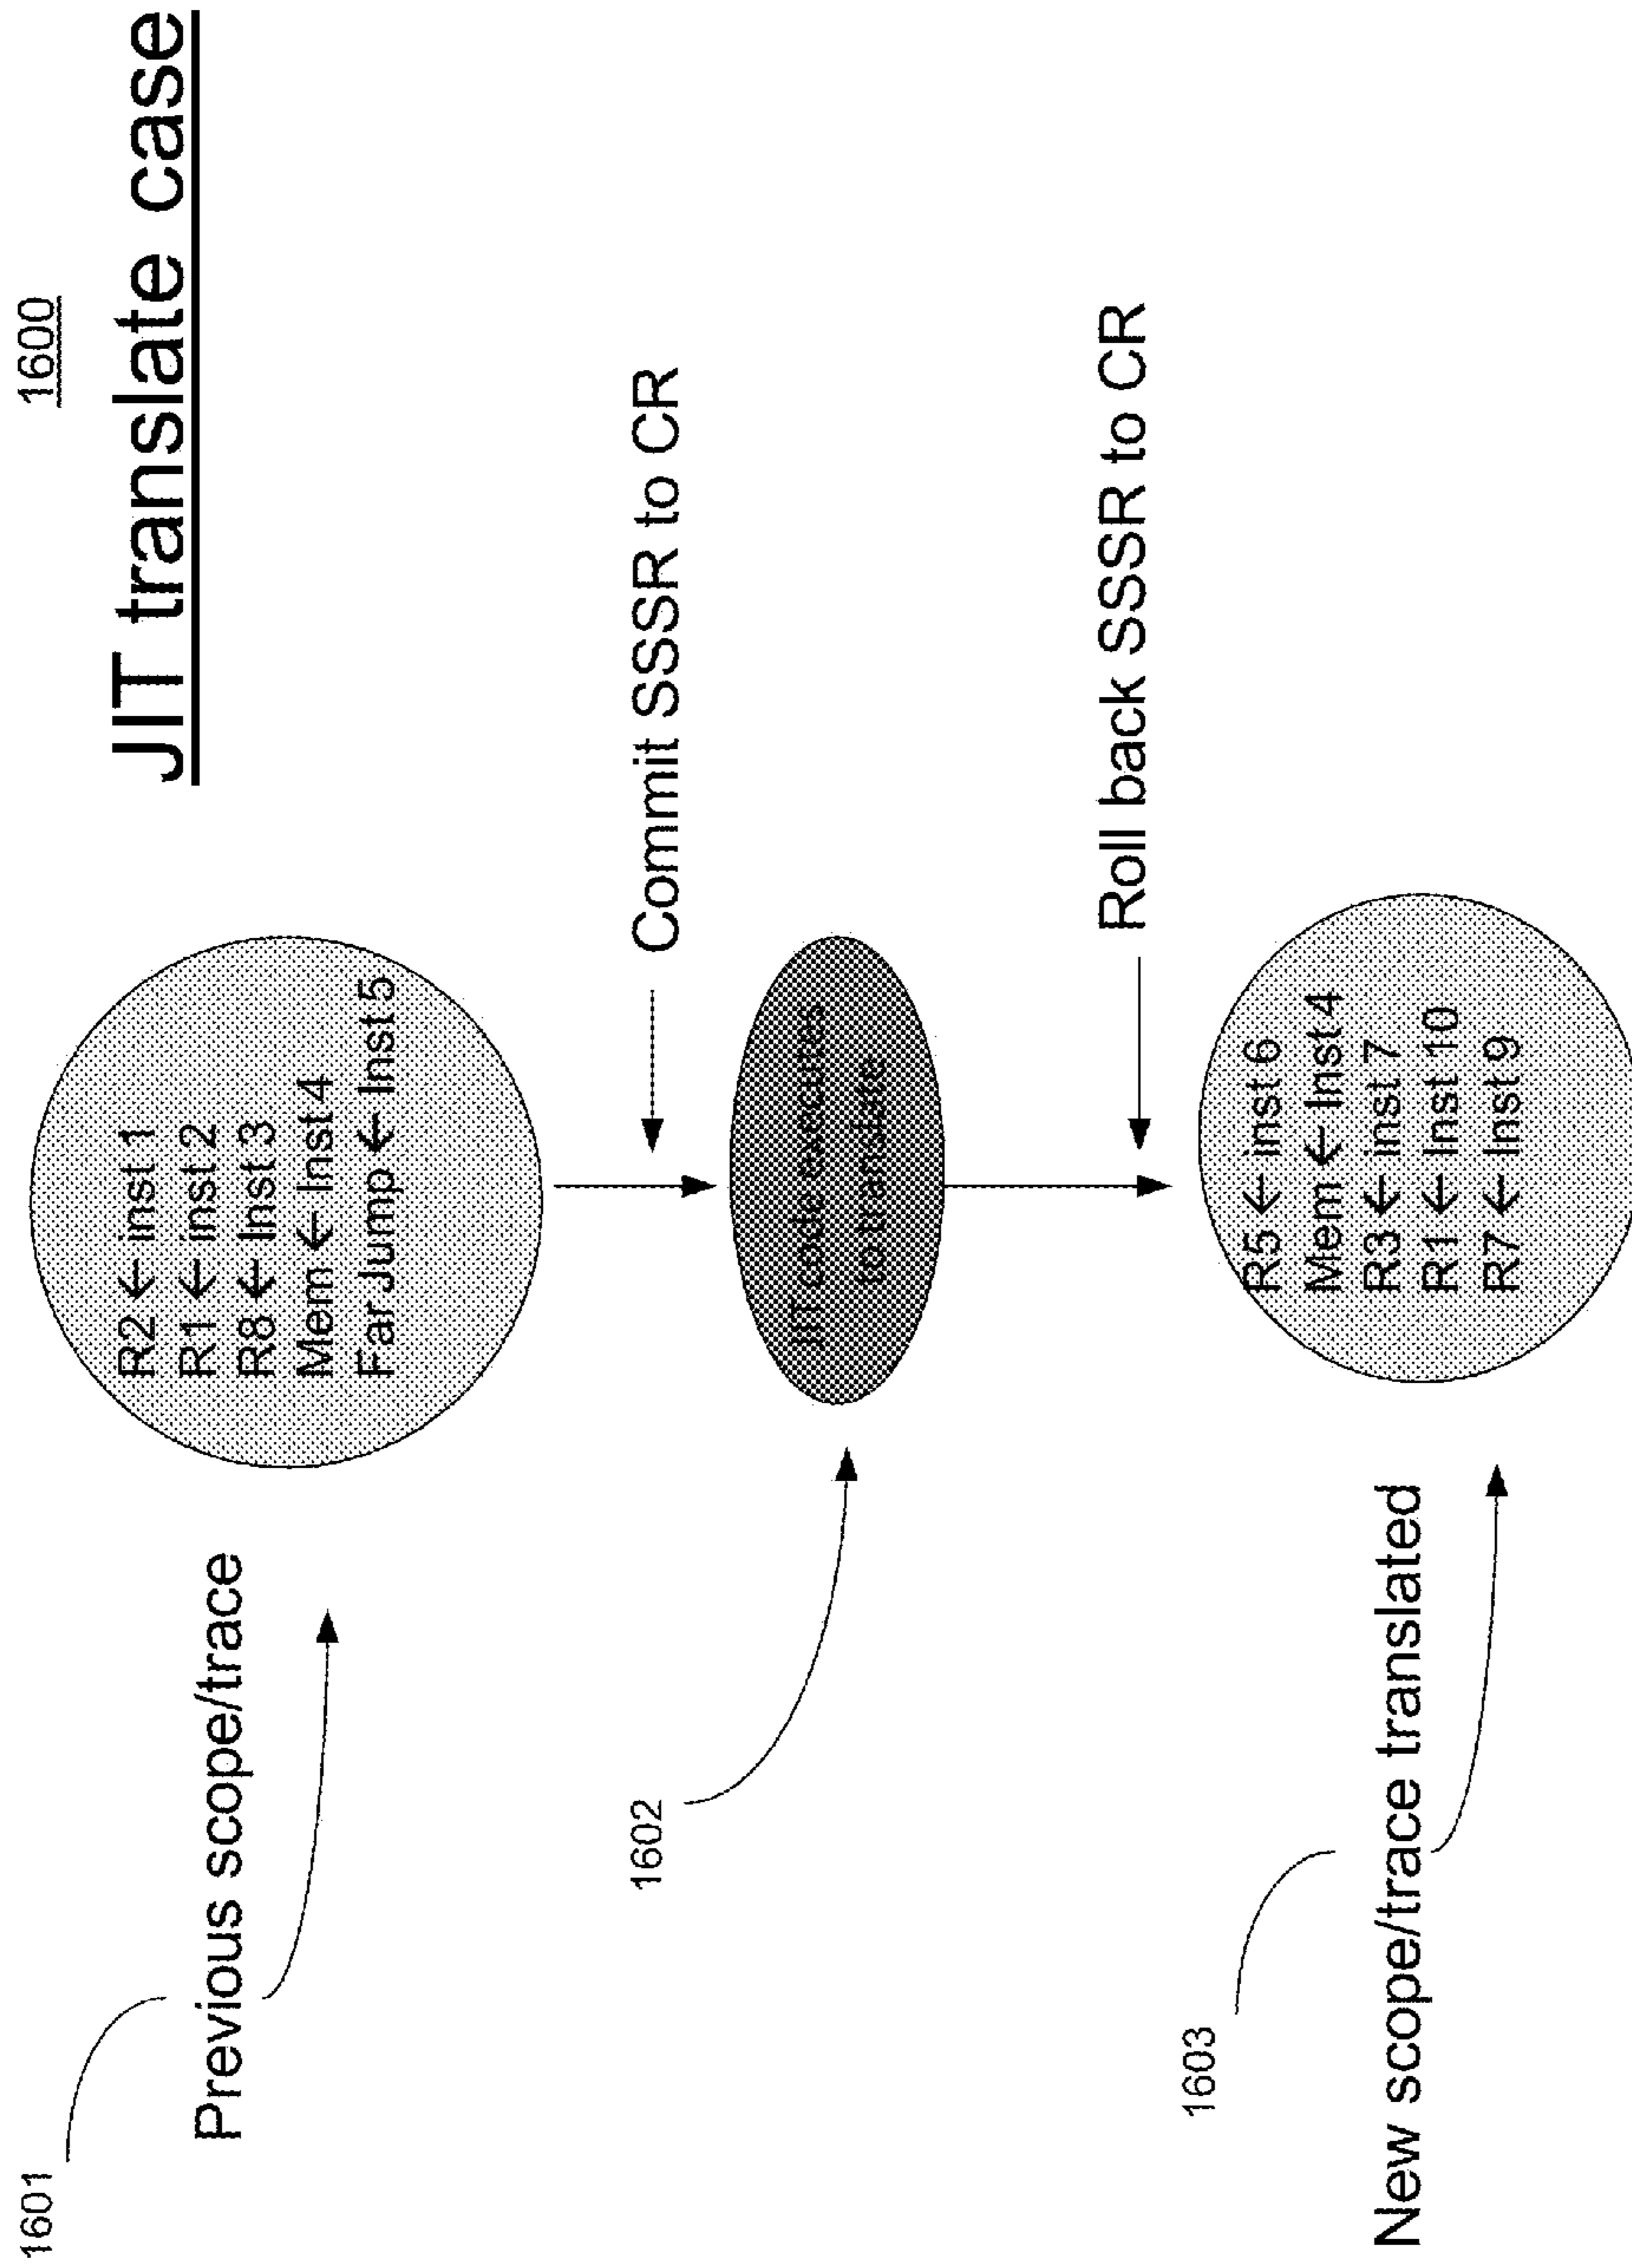 1600
JIT translate case
1601
Previous scope/trace
R2 ← inst 1
R1 ← inst 2
R8 ← Inst 3
Mem ← Inst 4
Far Jump ← Inst 5
Commit SSSR to CR
1602
JIT code executes
to translate
Roll back SSSR to CR
1603
New scope/trace translated
R5 ← inst 6
Mem ← Inst 4
R3 ← inst 7
R1 ← Inst 10
R7 ← Inst 9